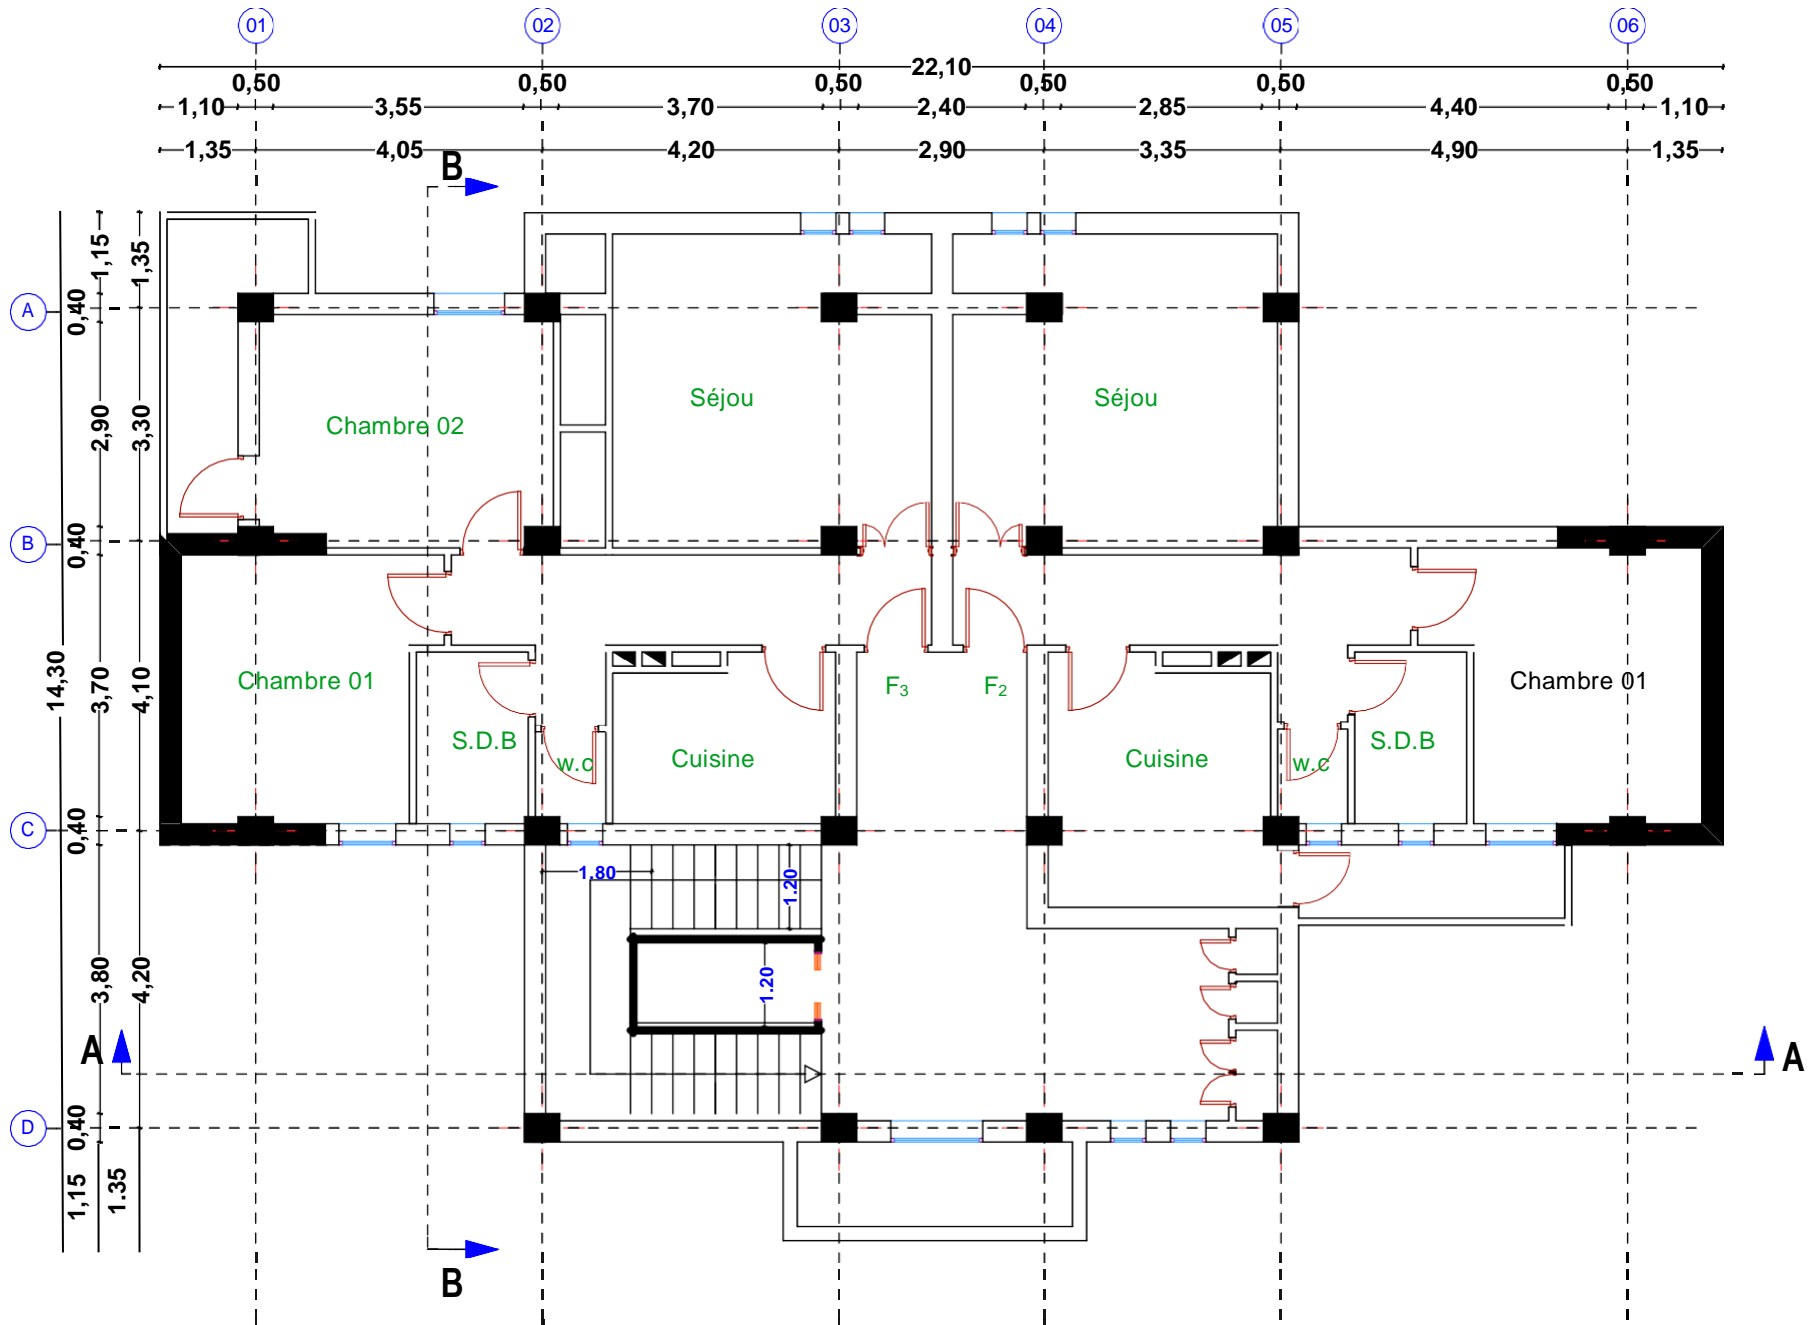 01 02 03 04 05 06
22,10
0,50 0,50 0,50 0,50 0,50 0,50
1,10 3,55 3,70 2,40 2,85 4,40 1,10
1,35 4,05 4,20 2,90 3,35 4,90 1,35
B
1,15 1,35
A 0,40
Séjou Séjou
2,90 3,30 Chambre 02
B 0,40
14,30 3,70 4,10
Chambre 01 F3 F2 Chambre 01
S.D.B w.c Cuisine Cuisine w.c S.D.B
C 0,40
1,80 1.20
3,80 4,20 1.20
A A
D 0,40
1,15 1.35
B